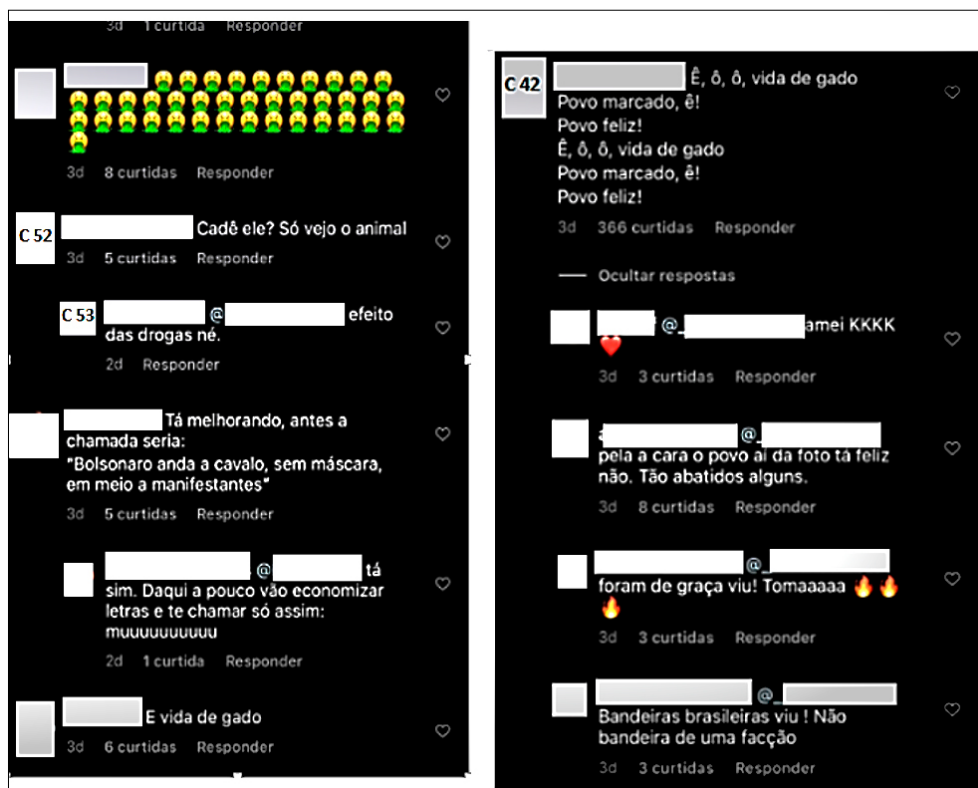 3d 1 curtida Responder
🤮🤮🤮🤮🤮🤮🤮🤮🤮🤮
🤮🤮🤮🤮🤮🤮🤮🤮🤮🤮🤮🤮🤮🤮
🤮🤮🤮🤮🤮🤮🤮🤮🤮🤮🤮🤮🤮🤮
🤮
3d 8 curtidas Responder
C 52
Cadê ele? Só vejo o animal
3d 5 curtidas Responder
C 53
@ efeito
das drogas né.
2d Responder
Tá melhorando, antes a
chamada seria:
"Bolsonaro anda a cavalo, sem máscara,
em meio a manifestantes"
3d 5 curtidas Responder
@ tá
sim. Daqui a pouco vão economizar
letras e te chamar só assim:
muuuuuuuuuu
2d 1 curtida Responder
E vida de gado
3d 6 curtidas Responder
C 42
Ê, ô, ô, vida de gado
Povo marcado, ê!
Povo feliz!
Ê, ô, ô, vida de gado
Povo marcado, ê!
Povo feliz!
3d 366 curtidas Responder
Ocultar respostas
@_ amei KKKK
❤️
3d 3 curtidas Responder
@_
pela a cara o povo aí da foto tá feliz
não. Tão abatidos alguns.
3d 8 curtidas Responder
@_
foram de graça viu! Tomaaaaa 🔥🔥
🔥
3d 3 curtidas Responder
@_
Bandeiras brasileiras viu ! Não
bandeira de uma facção
3d 3 curtidas Responder